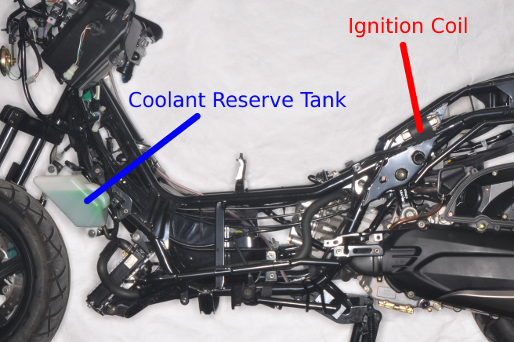 Ignition Coil
Coolant Reserve Tank